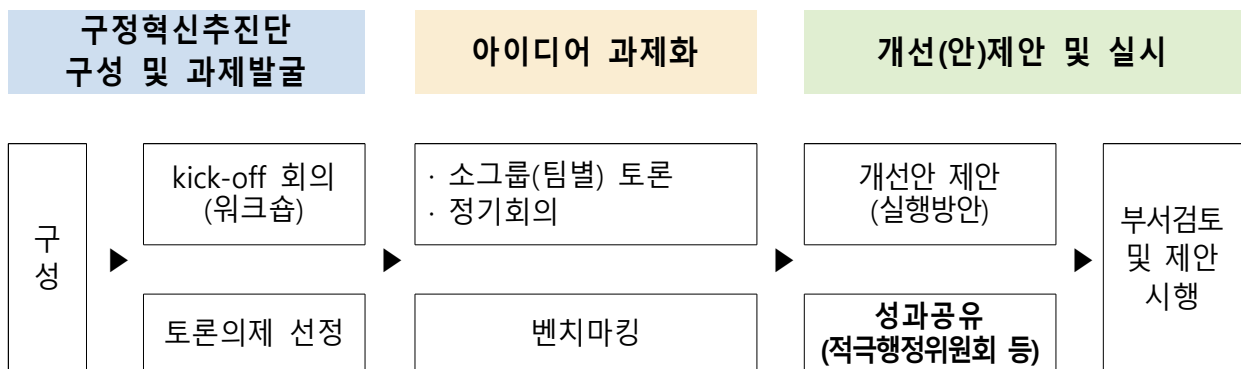 구정혁신추진단
구성 및 과제발굴
아이디어 과제화
개선(안)제안 및 실시
구
성
▶
kick-off 회의
(워크숍)
토론의제 선정
▶
· 소그룹(팀별) 토론
· 정기회의
벤치마킹
▶
개선안 제안
(실행방안)
성과공유
(적극행정위원회 등)
▶
부서검토
및 제안
시행